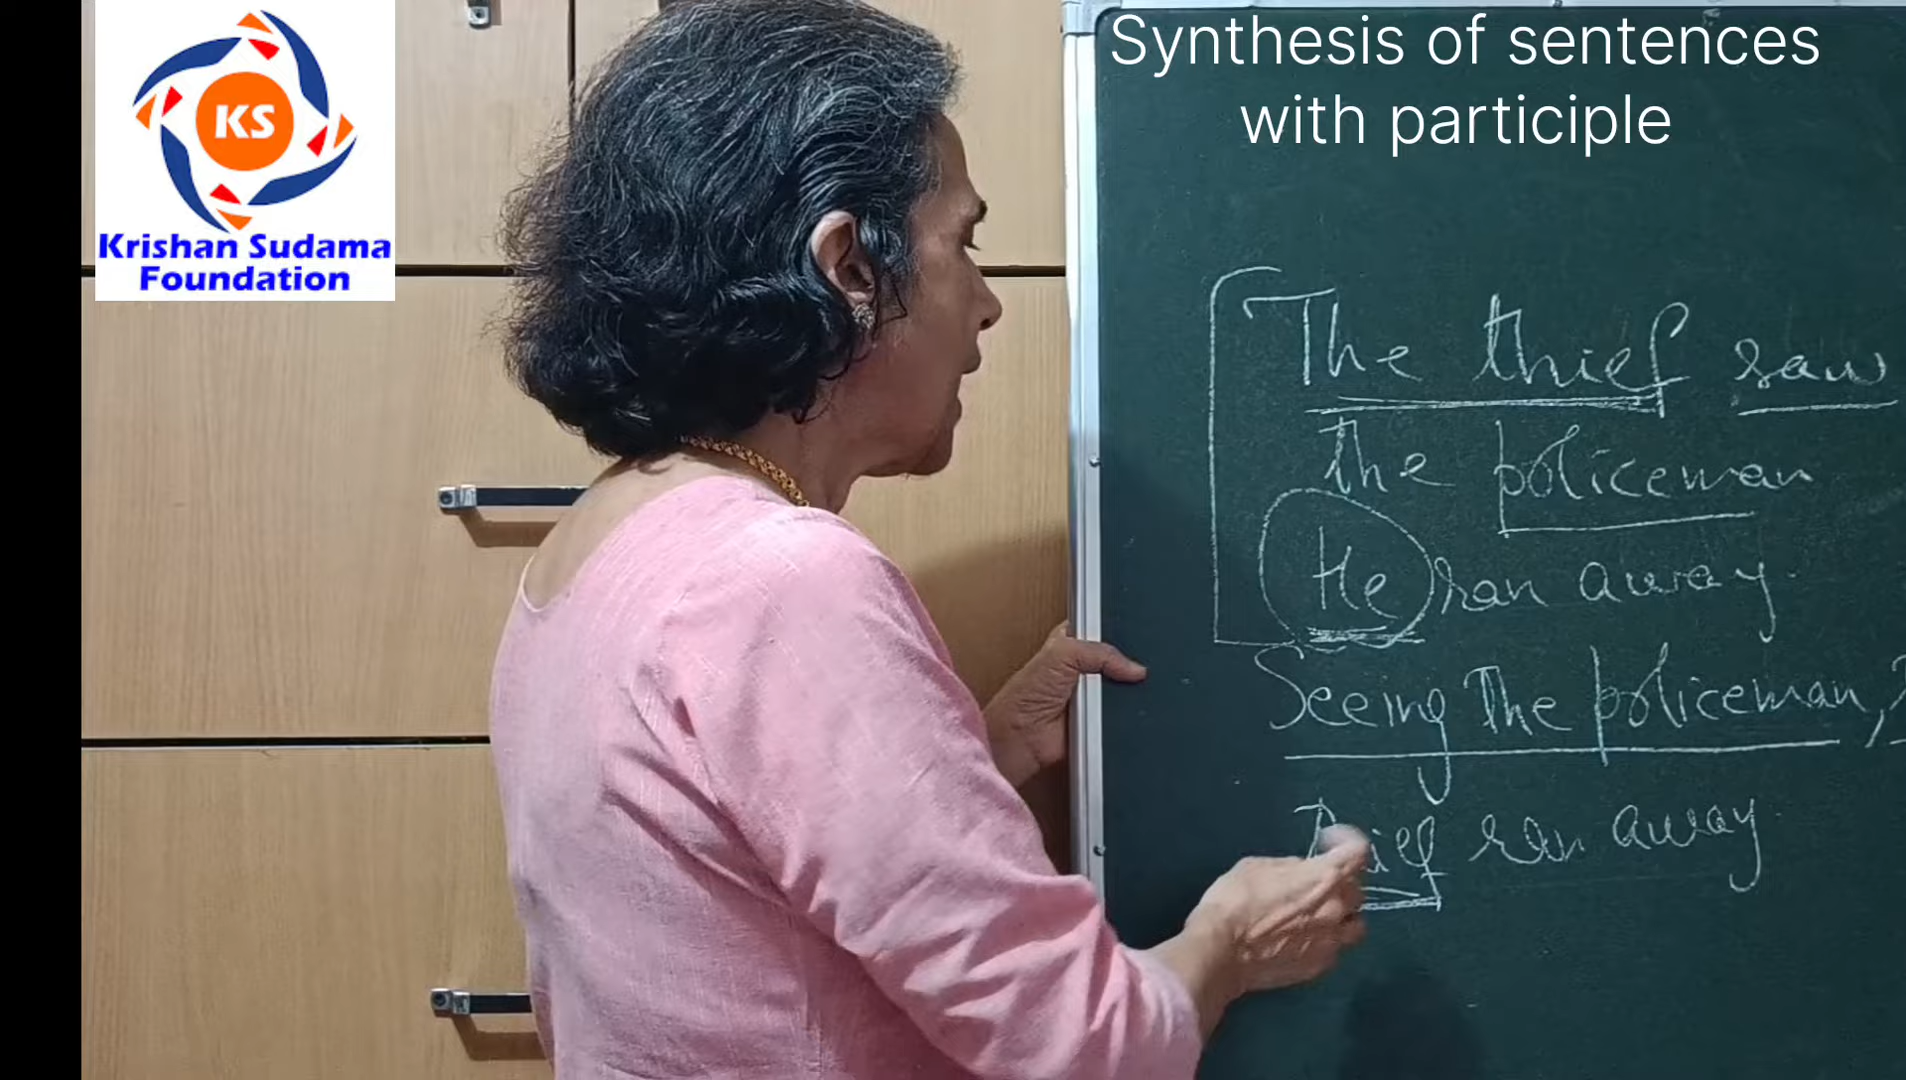 KS
Krishan Sudama
Foundation
Synthesis of sentences
with participle
The thief saw
the policeman
He ran away.
Seeing the policeman,
ran away.